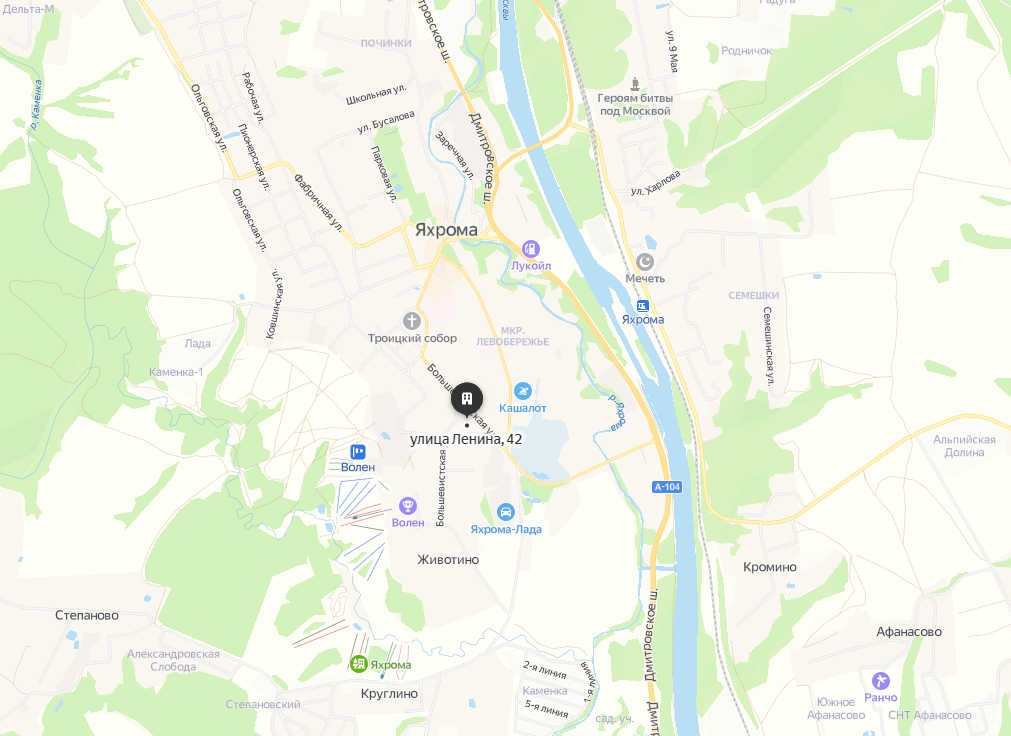 Дельта-М
р. Каменка
ПОЧИНКИ
Радуга
Родничок
ул. 9 Мая
Героям битвы
под Москвой
Ольговская ул.
Рабочая ул.
Пионерская ул.
Школьная ул.
ул. Бусалова
Заречная ул.
Парковая ул.
Дмитровское ш.
Фабричная ул.
ул. Харлова
Ольговская ул.
Яхрома
Лукойл
Мечеть
Ковшинская ул.
СЕМЕШКИ
Яхрома
Семешинская ул.
Троицкий собор
МКР.
ЛЕВОБЕРЕЖЬЕ
Лада
Каменка-1
Кашалот
р. Яхрома
улица Ленина, 42
Альпийская
Долина
Волен
Большевистская
А-104
Волен
Яхрома-Лада
Животино
Кромино
Степаново
Дмитровское ш.
Афанасово
Александровская
Слобода
Яхрома
2-я линия
1-я линия
Круглино
Каменка
5-я линия
Степановский
сад. уч.
Ранчо
Южное
Афанасово
СНТ Афанасово